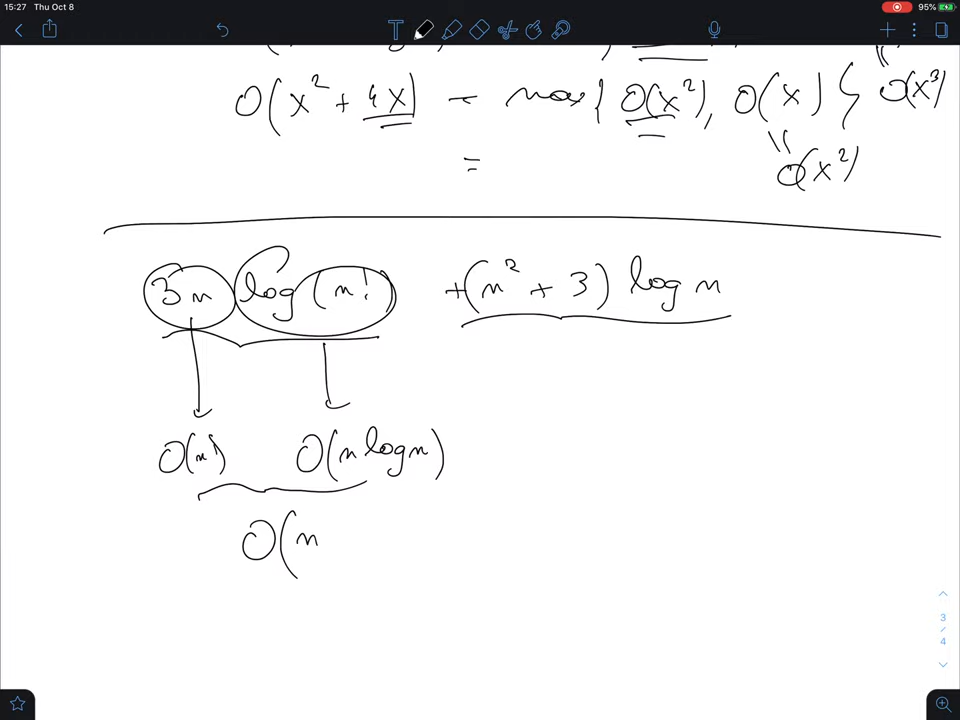 15:27 Thu Oct 8 95%
O(x² + 4x) = max{ O(x²), O(x) } O(x³)
= O(x²)
3n log (n!) + (n² + 3) log n
O(n) O(n log n)
O(n
3
/
4